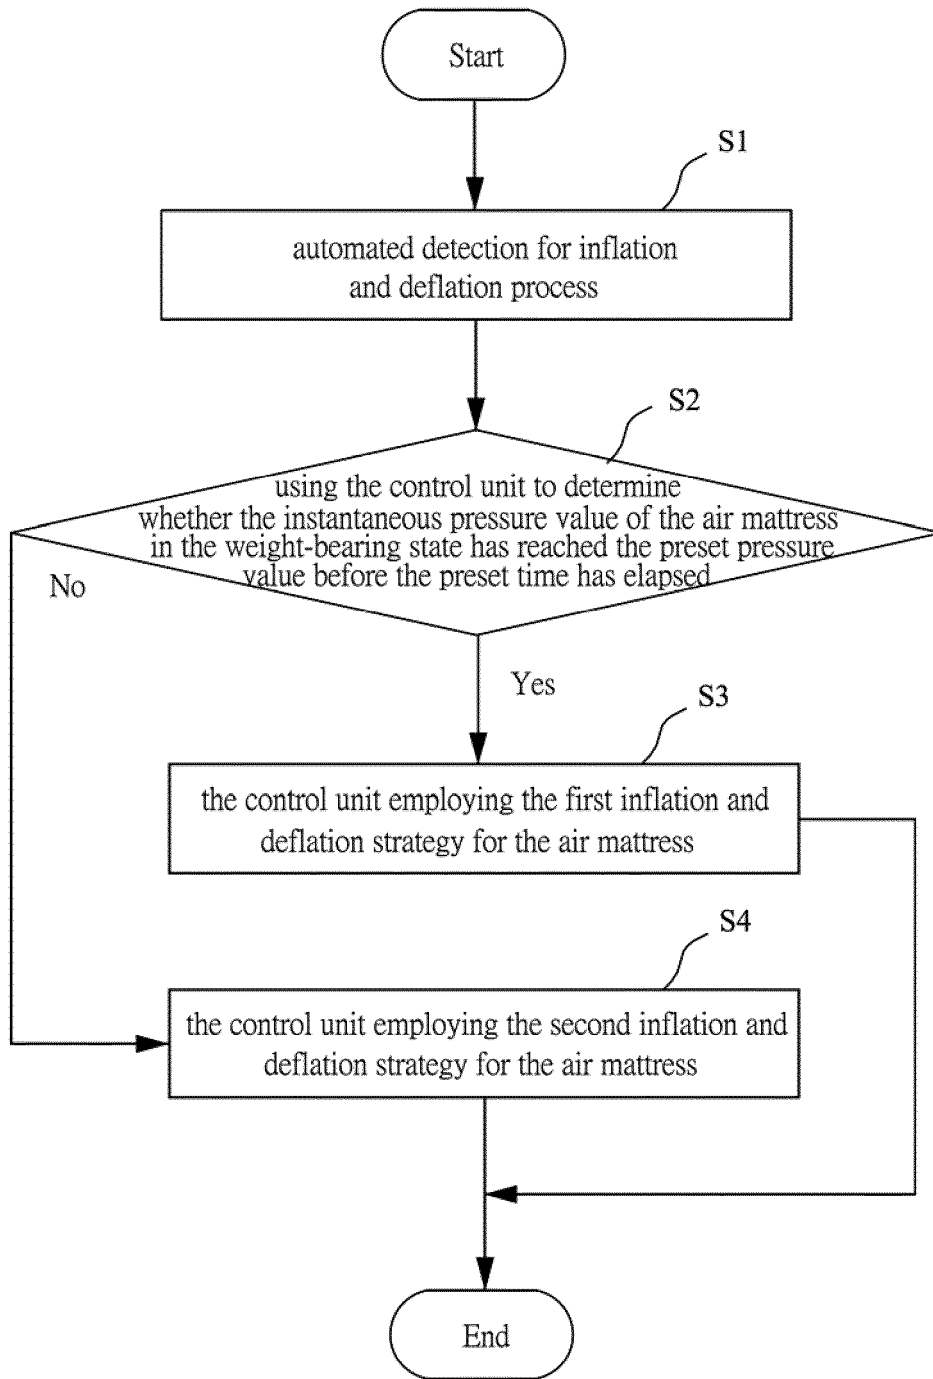 Start
S1
automated detection for inflation
and deflation process
S2
using the control unit to determine
whether the instantaneous pressure value of the air mattress
in the weight-bearing state has reached the preset pressure
value before the preset time has elapsed
No
Yes
S3
the control unit employing the first inflation and
deflation strategy for the air mattress
S4
the control unit employing the second inflation and
deflation strategy for the air mattress
End